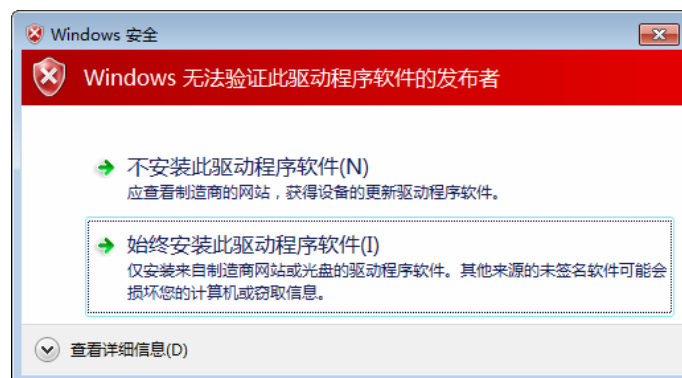 Windows 安全
Windows 无法验证此驱动程序软件的发布者
不安装此驱动程序软件(N)
应查看制造商的网站，获得设备的更新驱动程序软件。
始终安装此驱动程序软件(I)
仅安装来自制造商网站或光盘的驱动程序软件。其他来源的未签名软件可能会
损坏您的计算机或窃取信息。
查看详细信息(D)